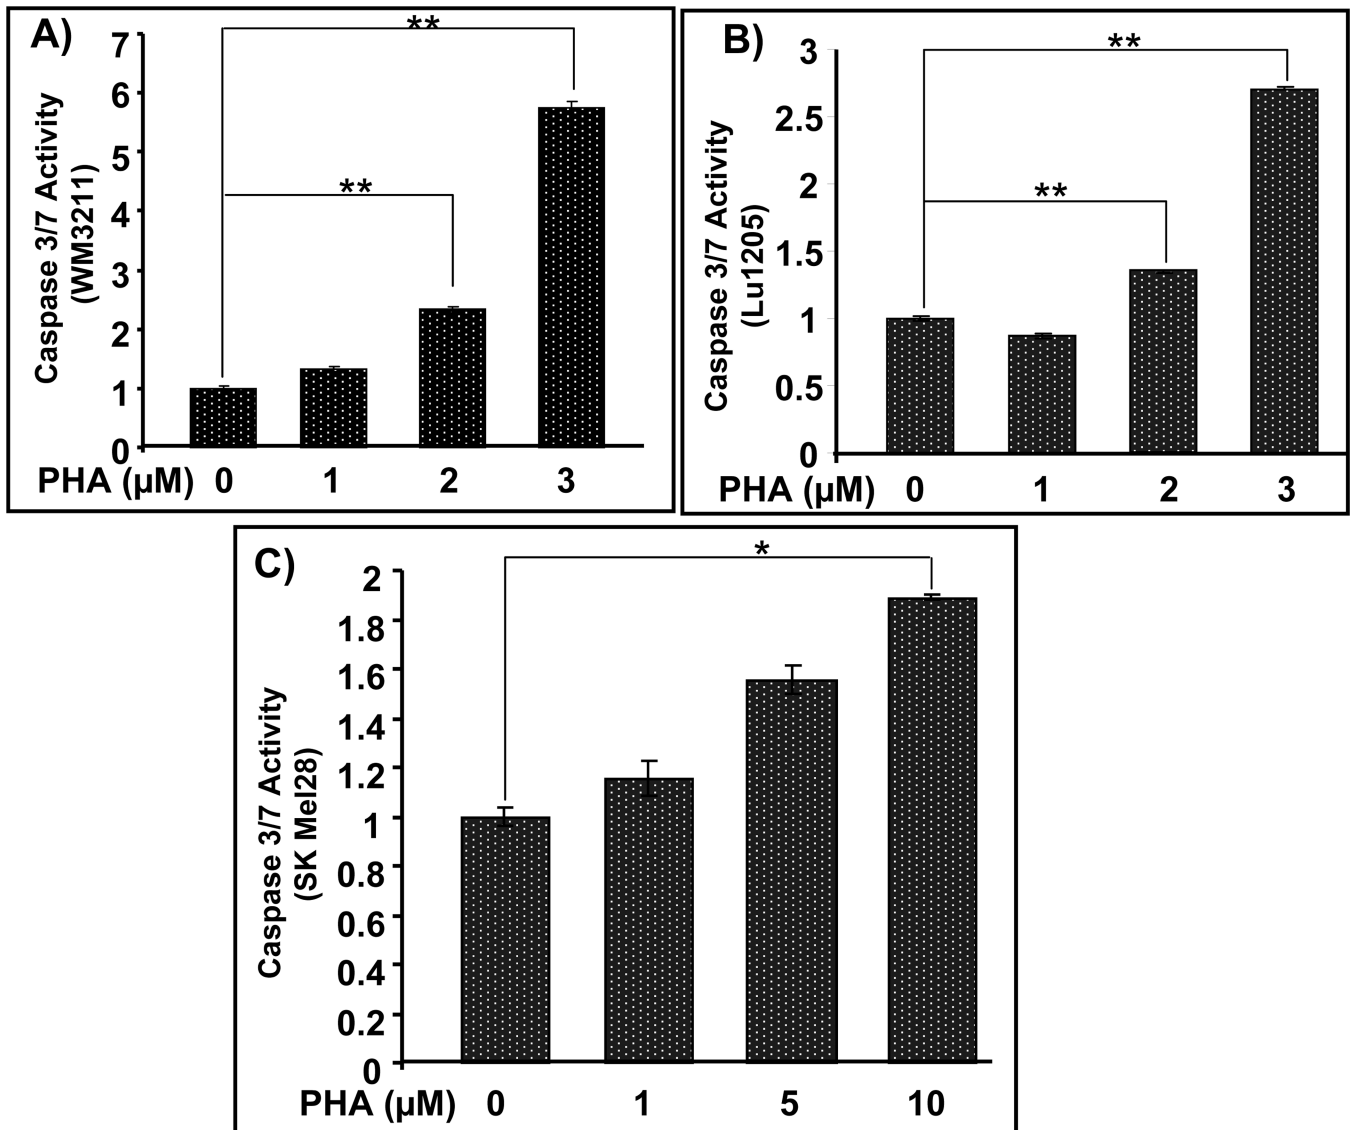 A)
**
7
6
5
4
3
2
1
0
**
Caspase 3/7 Activity
(WM3211)
PHA (µM) 0 1 2 3
B)
**
3
2.5
2
1.5
1
0.5
0
**
Caspase 3/7 Activity
(Lu1205)
PHA (µM) 0 1 2 3
C)
*
2
1.8
1.6
1.4
1.2
1
0.8
0.6
0.4
0.2
0
Caspase 3/7 Activity
(SK Mel28)
PHA (µM) 0 1 5 10